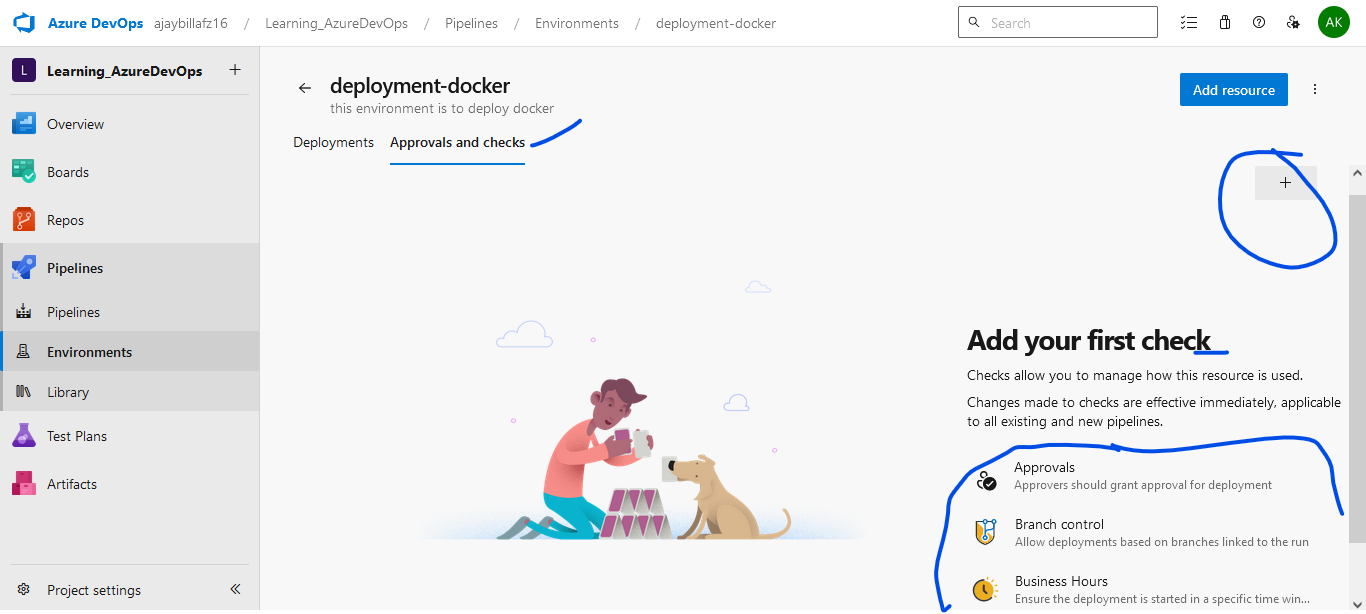 Azure DevOps ajaybillafz16 / Learning_AzureDevOps / Pipelines / Environments / deployment-docker
Search
AK
L Learning_AzureDevOps +
Overview
Boards
Repos
Pipelines
Pipelines
Environments
Library
Test Plans
Artifacts
Project settings
deployment-docker
this environment is to deploy docker
Add resource
Deployments Approvals and checks
+
Add your first check
Checks allow you to manage how this resource is used.
Changes made to checks are effective immediately, applicable
to all existing and new pipelines.
Approvals
Approvers should grant approval for deployment
Branch control
Allow deployments based on branches linked to the run
Business Hours
Ensure the deployment is started in a specific time win...